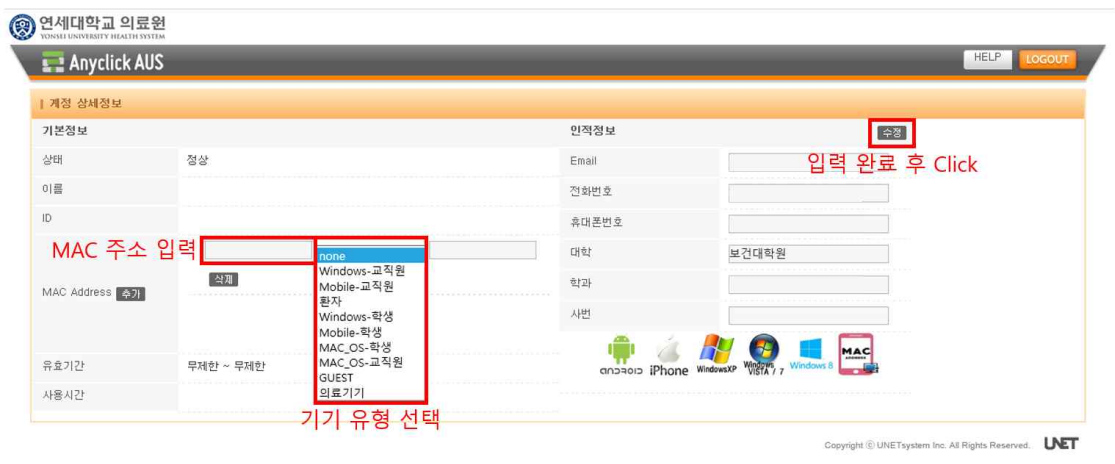 연세대학교 의료원
YONSEI UNIVERSITY HEALTH SYSTEM
Anyclick AUS
HELP
LOGOUT
계정 상세정보
기본정보
인적정보
수정
상태
정상
Email
입력 완료 후 Click
이름
전화번호
ID
휴대폰번호
MAC 주소 입력
none
Windows-교직원
Mobile-교직원
환자
Windows-학생
Mobile-학생
MAC_OS-학생
MAC_OS-교직원
GUEST
의료기기
대학
보건대학원
삭제
MAC Address 추가
학과
사번
유효기간
무제한 ~ 무제한
사용시간
기기 유형 선택
ANDROID
iPhone
WindowsXP
Windows VISTA / 7
Windows 8
MAC
ADDRESS
Copyright ⓒ UNETsystem Inc. All Rights Reserved.
UNET